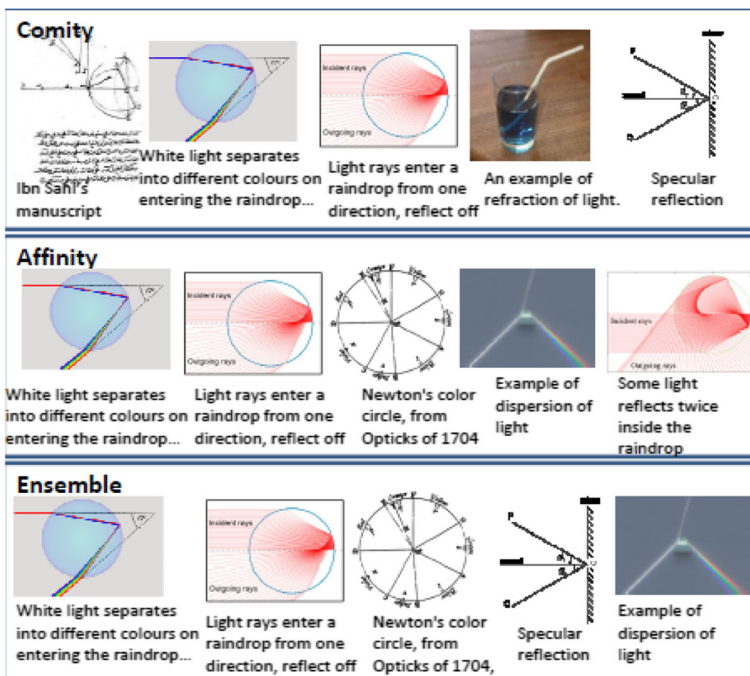 Comity
Incident rays
Outgoing rays
Ibn Sahl's
manuscript
White light separates
into different colours on
entering the raindrop...
Light rays enter a
raindrop from one
direction, reflect off
An example of
refraction of light.
Specular
reflection
Affinity
Incident rays
Outgoing rays
Incident rays
Outgoing rays
White light separates
into different colours on
entering the raindrop...
Light rays enter a
raindrop from one
direction, reflect off
Newton's color
circle, from
Opticks of 1704
Example of
dispersion of
light
Some light
reflects twice
inside the
raindrop
Ensemble
Incident rays
Outgoing rays
White light separates
into different colours on
entering the raindrop...
Light rays enter a
raindrop from one
direction, reflect off
Newton's color
circle, from
Opticks of 1704,
Specular
reflection
Example of
dispersion of
light